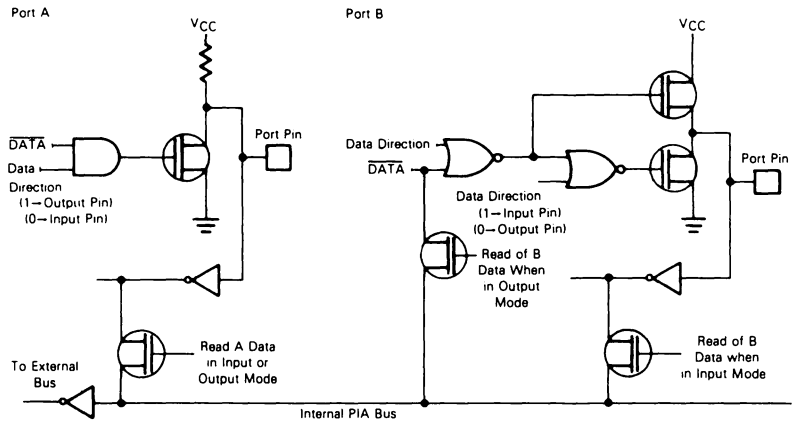 Port A
VCC
DATA
Data
Direction
(1→Output Pin)
(0→Input Pin)
Port Pin
Read A Data
in Input or
Output Mode
To External
Bus
Internal PIA Bus
Port B
VCC
Data Direction
DATA
Data Direction
(1→Input Pin)
(0→Output Pin)
Port Pin
Read of B
Data When
in Output
Mode
Read of B
Data when
in Input Mode